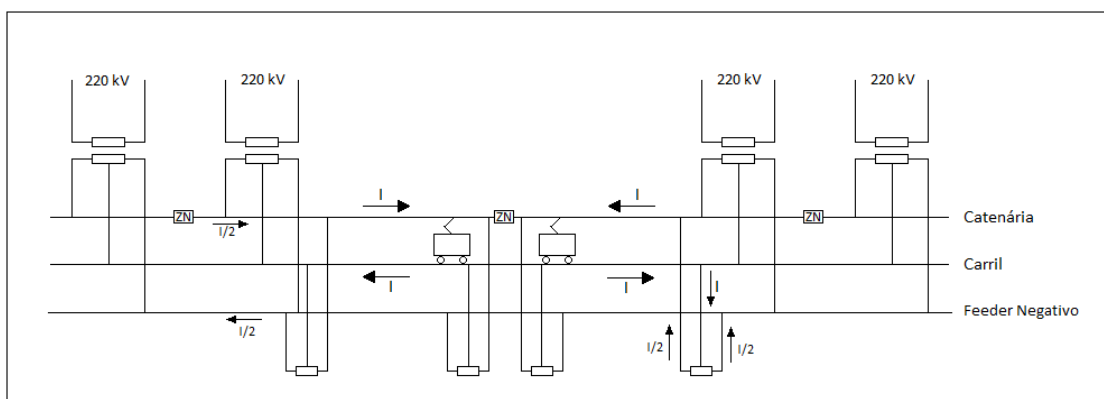 220 kV 220 kV 220 kV 220 kV
I I
ZN ZN ZN Catenária
I/2
Carril
I I I
Feeder Negativo
I/2
I/2 I/2